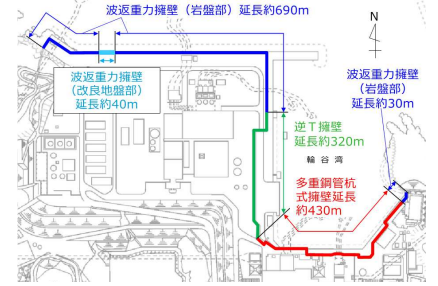 波返重力擁壁（岩盤部）延長約690m
N
波返重力擁壁
（改良地盤部）
延長約40m
波返重力擁壁
（岩盤部）
延長約30m
逆T擁壁
延長約320m
輪谷湾
多重鋼管杭
式擁壁延長
約430m